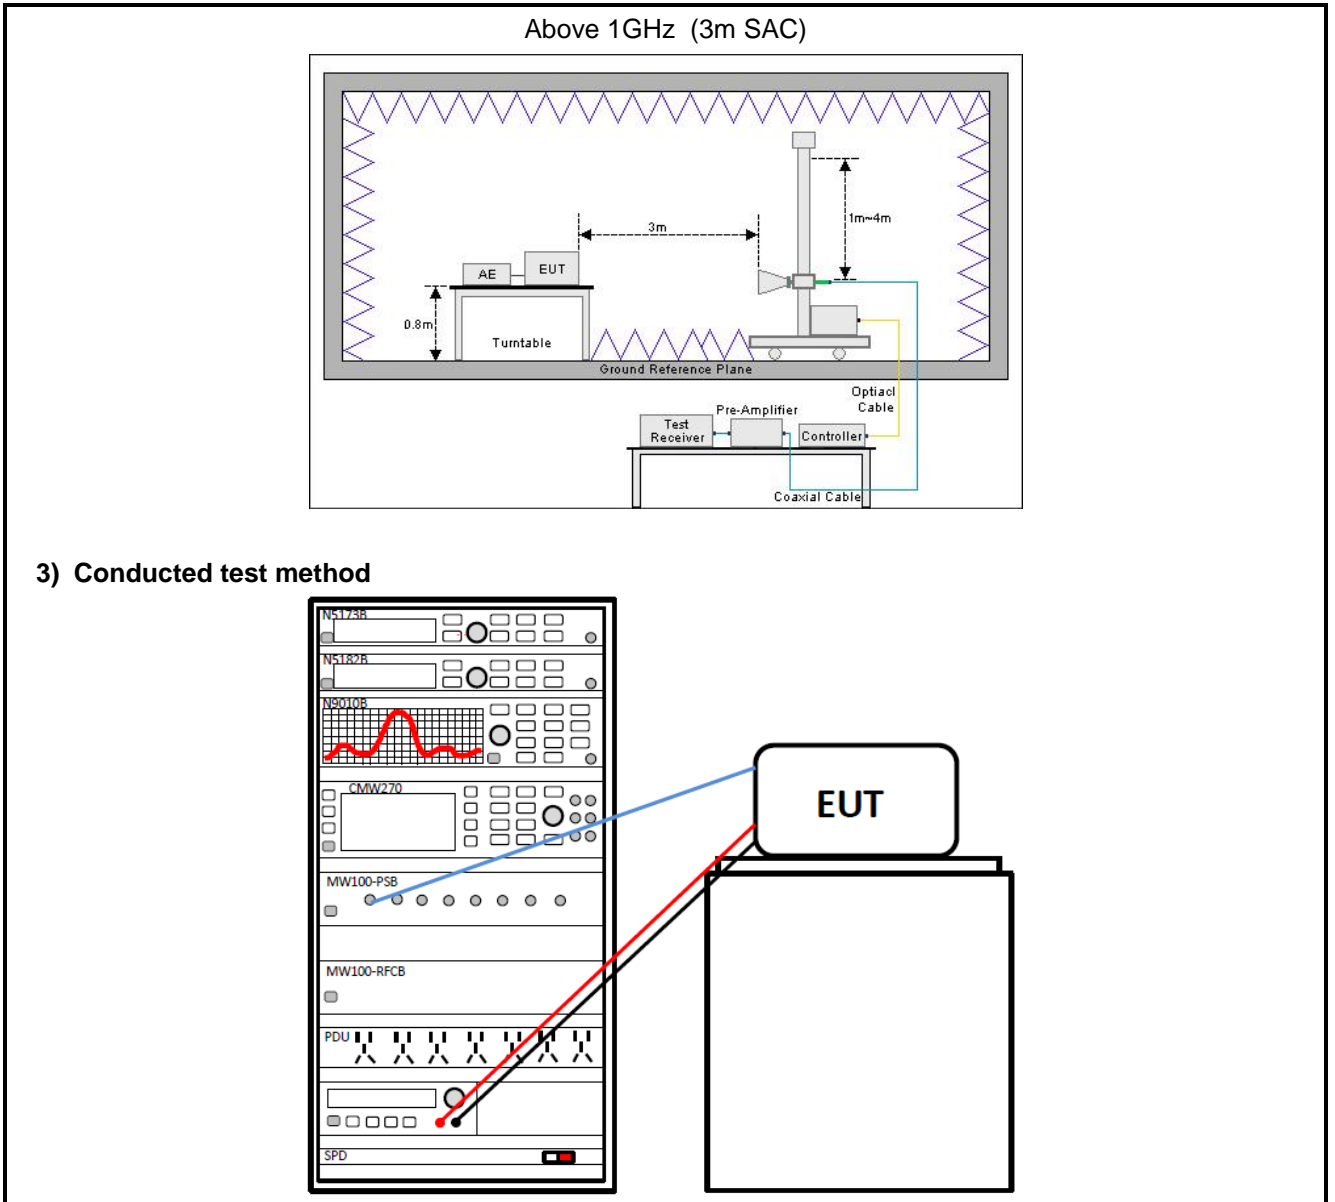 Above 1GHz (3m SAC)
3m
1m~4m
AE
EUT
0.8m
Turntable
Ground Reference Plane
Optiacl
Cable
Pre-Amplifier
Test
Receiver
Controller
Coaxial Cable
3) Conducted test method
N5173B
N5182B
N9010B
CMW270
EUT
MW100-PSB
MW100-RFCB
PDU
SPD